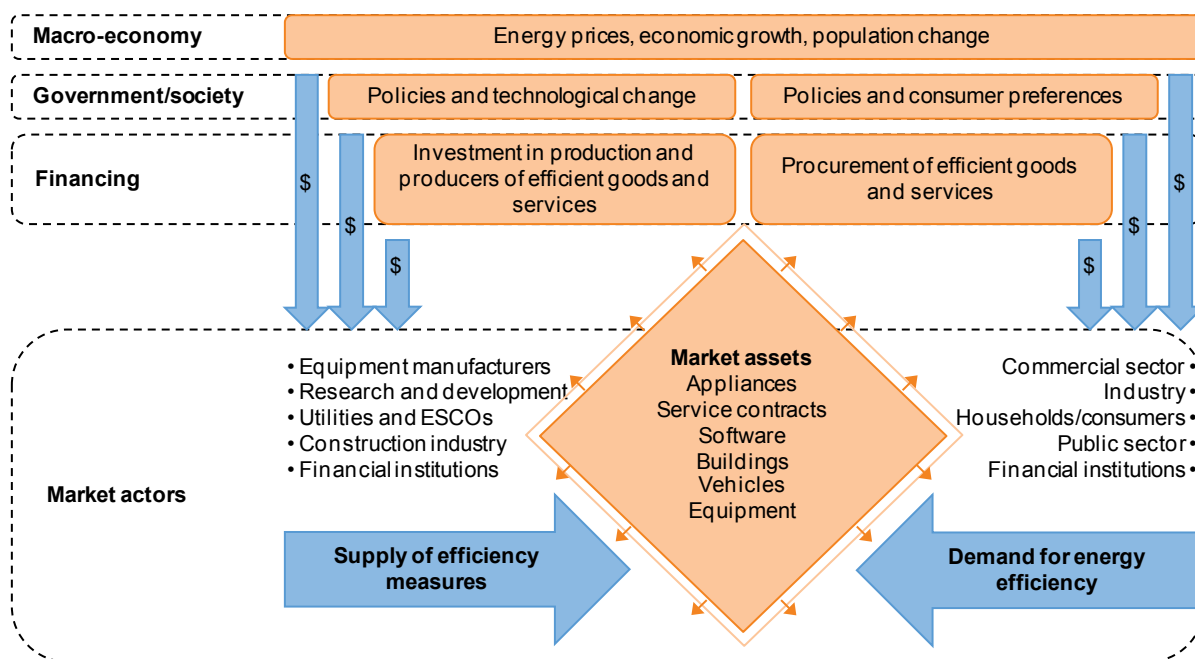 Macro-economy
Energy prices, economic growth, population change
Government/society
Policies and technological change
Policies and consumer preferences
Financing
Investment in production and
producers of efficient goods and
services
Procurement of efficient goods
and services
$
$
$
$
$
$
Market actors
• Equipment manufacturers
• Research and development
• Utilities and ESCOs
• Construction industry
• Financial institutions
Market assets
Appliances
Service contracts
Software
Buildings
Vehicles
Equipment
Commercial sector •
Industry •
Households/consumers •
Public sector •
Financial institutions •
Supply of efficiency
measures
Demand for energy
efficiency